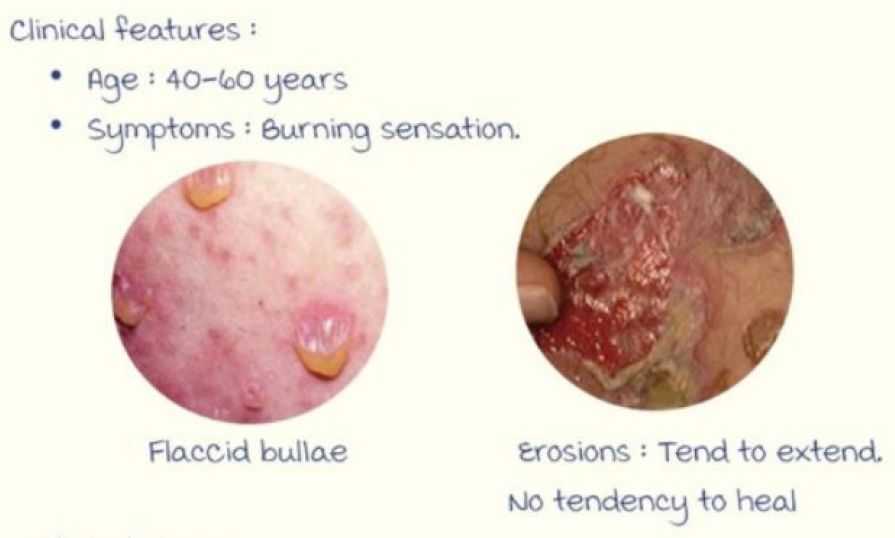 Clinical features :
• Age : 40-60 years
• Symptoms : Burning sensation.
Flaccid bullae
Erosions : Tend to extend.
No tendency to heal